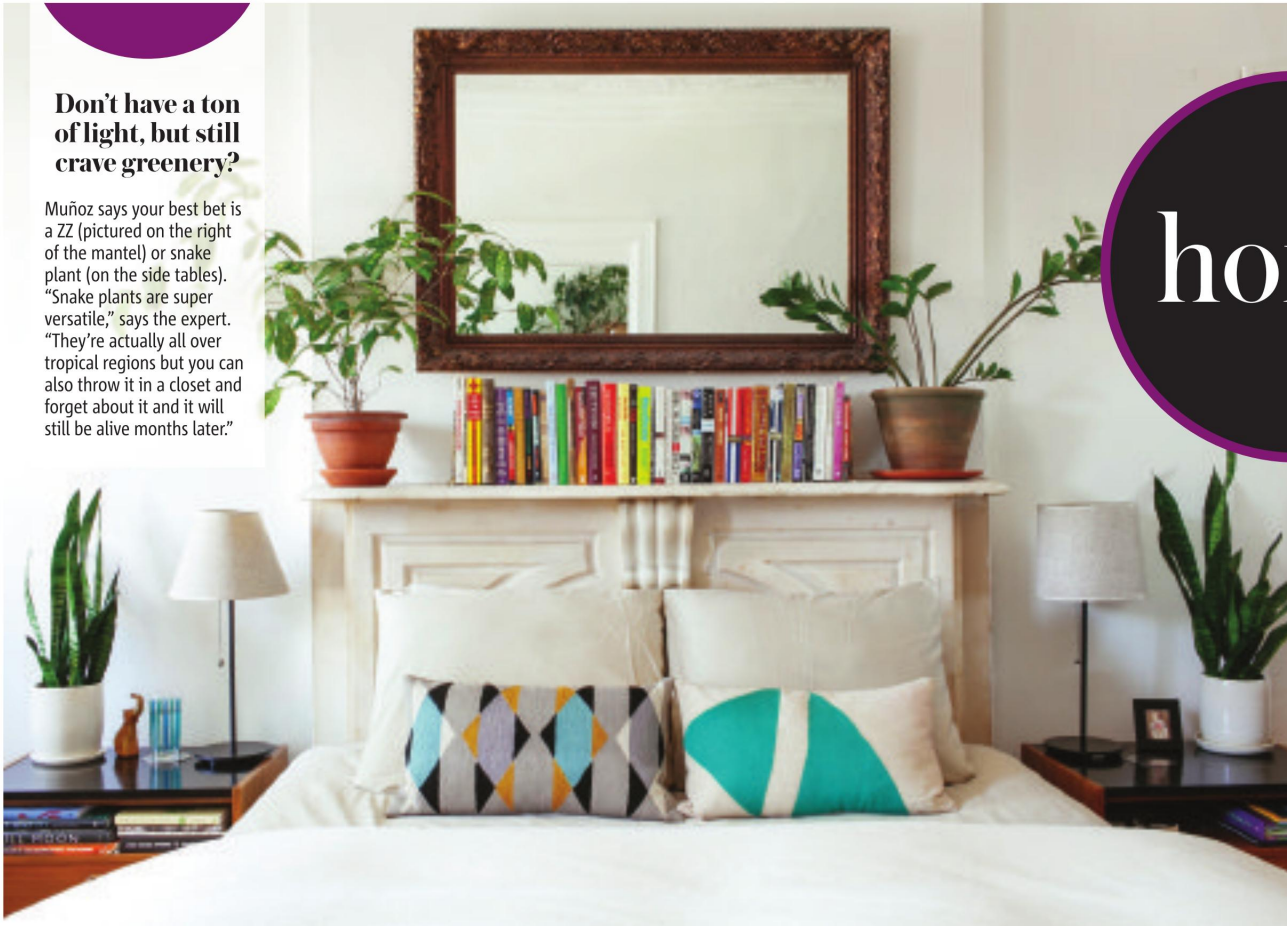 Don’t have a ton
of light, but still
crave greenery?
Muñoz says your best bet is
a ZZ (pictured on the right
of the mantel) or snake
plant (on the side tables).
“Snake plants are super
versatile,” says the expert.
“They’re actually all over
tropical regions but you can
also throw it in a closet and
forget about it and it will
still be alive months later.”
ho
MOON